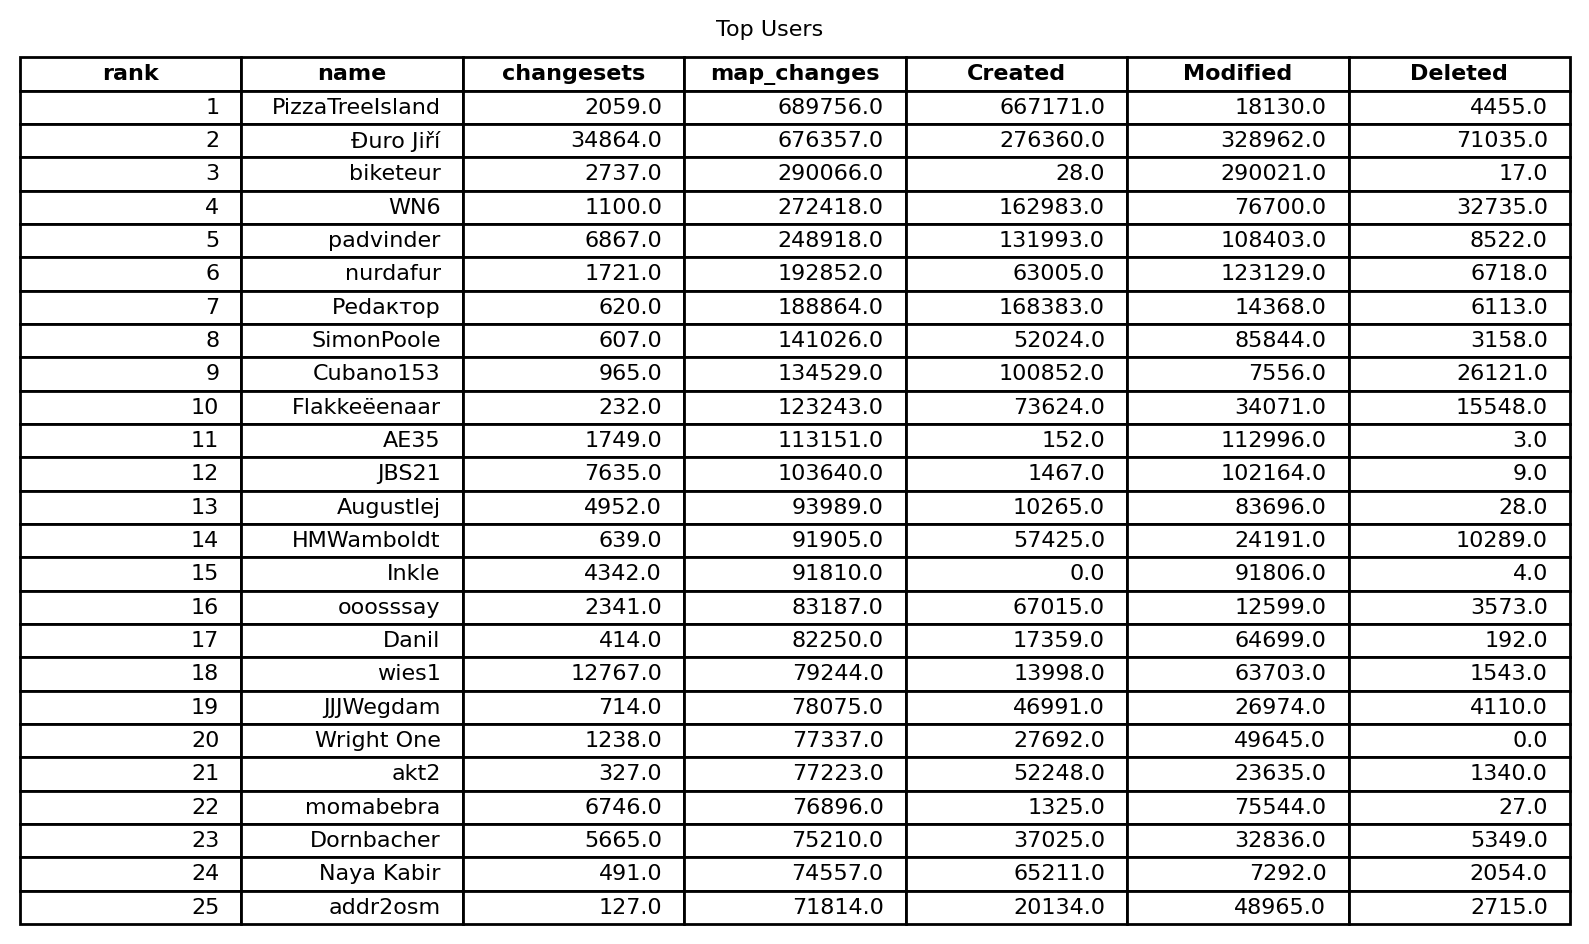 Top Users
rank name changesets map_changes Created Modified Deleted
1 PizzaTreeIsland 2059.0 689756.0 667171.0 18130.0 4455.0
2 Đuro Jiří 34864.0 676357.0 276360.0 328962.0 71035.0
3 biketeur 2737.0 290066.0 28.0 290021.0 17.0
4 WN6 1100.0 272418.0 162983.0 76700.0 32735.0
5 padvinder 6867.0 248918.0 131993.0 108403.0 8522.0
6 nurdafur 1721.0 192852.0 63005.0 123129.0 6718.0
7 Редактор 620.0 188864.0 168383.0 14368.0 6113.0
8 SimonPoole 607.0 141026.0 52024.0 85844.0 3158.0
9 Cubano153 965.0 134529.0 100852.0 7556.0 26121.0
10 Flakkeëenaar 232.0 123243.0 73624.0 34071.0 15548.0
11 AE35 1749.0 113151.0 152.0 112996.0 3.0
12 JBS21 7635.0 103640.0 1467.0 102164.0 9.0
13 Augustlej 4952.0 93989.0 10265.0 83696.0 28.0
14 HMWamboldt 639.0 91905.0 57425.0 24191.0 10289.0
15 Inkle 4342.0 91810.0 0.0 91806.0 4.0
16 ooosssay 2341.0 83187.0 67015.0 12599.0 3573.0
17 Danil 414.0 82250.0 17359.0 64699.0 192.0
18 wies1 12767.0 79244.0 13998.0 63703.0 1543.0
19 JJJWegdam 714.0 78075.0 46991.0 26974.0 4110.0
20 Wright One 1238.0 77337.0 27692.0 49645.0 0.0
21 akt2 327.0 77223.0 52248.0 23635.0 1340.0
22 momabebra 6746.0 76896.0 1325.0 75544.0 27.0
23 Dornbacher 5665.0 75210.0 37025.0 32836.0 5349.0
24 Naya Kabir 491.0 74557.0 65211.0 7292.0 2054.0
25 addr2osm 127.0 71814.0 20134.0 48965.0 2715.0